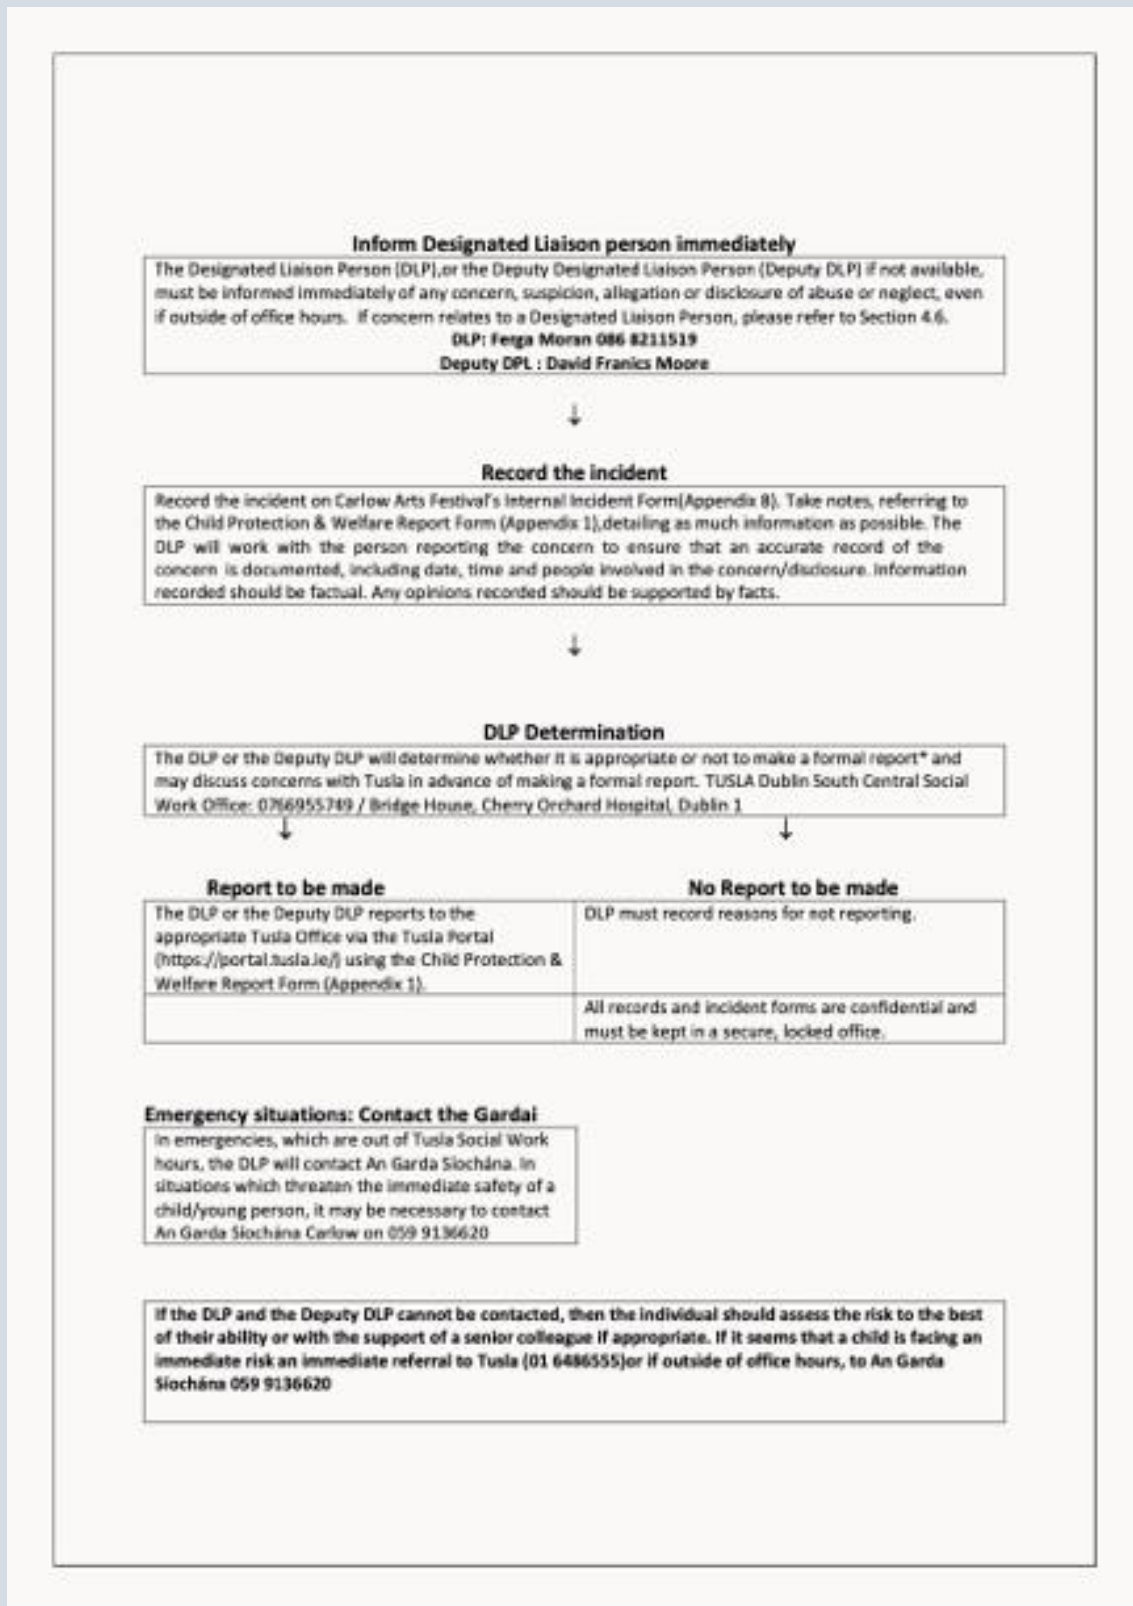 Inform Designated Liaison person immediately
The Designated Liaison Person (DLP),or the Deputy Designated Liaison Person (Deputy DLP) if not available,
must be informed immediately of any concern, suspicion, allegation or disclosure of abuse or neglect, even
if outside of office hours. If concern relates to a Designated Liaison Person, please refer to Section 4.6.
DLP: Ferga Moran 086 8211519
Deputy DPL : David Franics Moore
↓
Record the incident
Record the incident on Carlow Arts Festival's Internal Incident Form(Appendix 8). Take notes, referring to
the Child Protection & Welfare Report Form (Appendix 1),detailing as much information as possible. The
DLP will work with the person reporting the concern to ensure that an accurate record of the
concern is documented, including date, time and people involved in the concern/disclosure. Information
recorded should be factual. Any opinions recorded should be supported by facts.
↓
DLP Determination
The DLP or the Deputy DLP will determine whether it is appropriate or not to make a formal report* and
may discuss concerns with Tusla in advance of making a formal report. TUSLA Dublin South Central Social
Work Office: 0766955749 / Bridge House, Cherry Orchard Hospital, Dublin 1
↓ ↓
Report to be made
The DLP or the Deputy DLP reports to the
appropriate Tusla Office via the Tusla Portal
(https://portal.tusla.ie/) using the Child Protection &
Welfare Report Form (Appendix 1).
No Report to be made
DLP must record reasons for not reporting.
All records and incident forms are confidential and
must be kept in a secure, locked office.
Emergency situations: Contact the Gardai
In emergencies, which are out of Tusla Social Work
hours, the DLP will contact An Garda Síochána. In
situations which threaten the immediate safety of a
child/young person, it may be necessary to contact
An Garda Síochána Carlow on 059 9136620
If the DLP and the Deputy DLP cannot be contacted, then the individual should assess the risk to the best
of their ability or with the support of a senior colleague if appropriate. If it seems that a child is facing an
immediate risk an immediate referral to Tusla (01 6486555)or if outside of office hours, to An Garda
Síochána 059 9136620